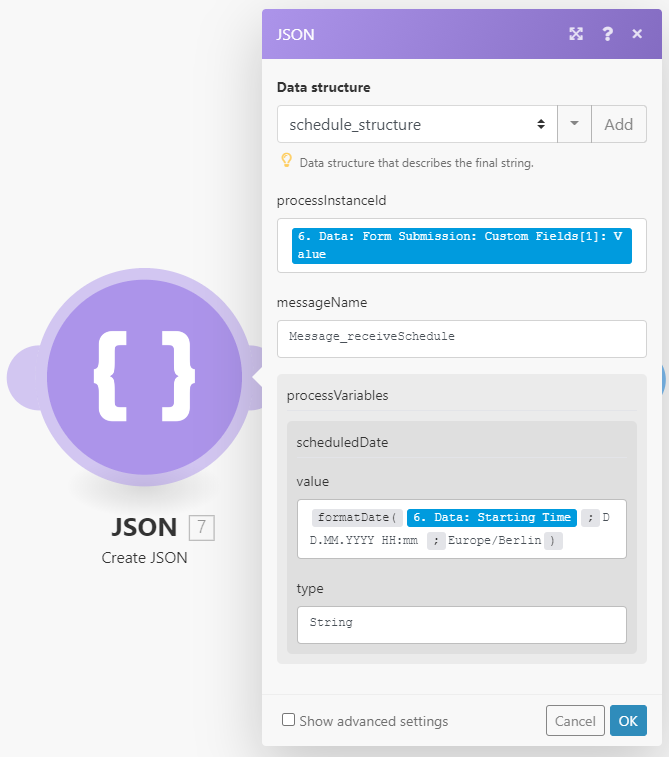 JSON
Data structure
schedule_structure
Add
Data structure that describes the final string.
processInstanceId
6. Data: Form Submission: Custom Fields[1]: V
alue
messageName
Message_receiveSchedule
processVariables
scheduledDate
value
formatDate( 6. Data: Starting Time ; D
D.MM.YYYY HH:mm ; Europe/Berlin )
type
String
JSON 7
Create JSON
Show advanced settings
Cancel
OK